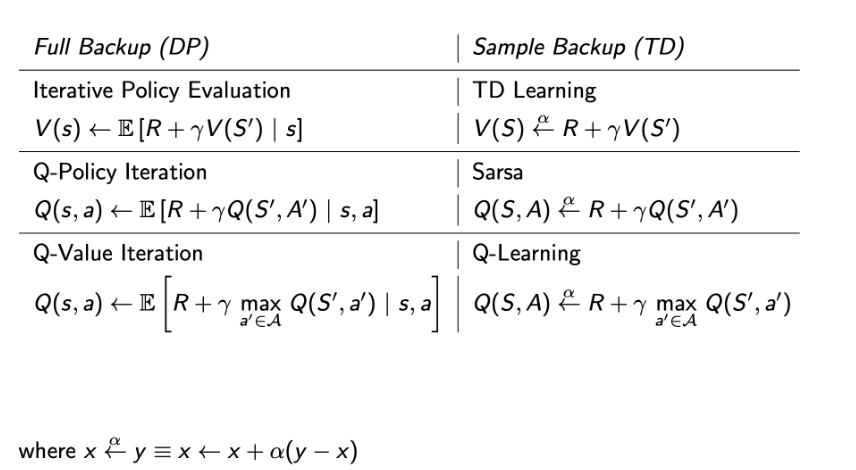 Full Backup (DP) | Sample Backup (TD)
Iterative Policy Evaluation | TD Learning
V(s) ← 𝔼[R + γV(S′) | s] | V(S) ←^α R + γV(S′)
Q-Policy Iteration | Sarsa
Q(s, a) ← 𝔼[R + γQ(S′, A′) | s, a] | Q(S, A) ←^α R + γQ(S′, A′)
Q-Value Iteration | Q-Learning
Q(s, a) ← 𝔼[R + γ max_{a′∈𝒜} Q(S′, a′) | s, a] | Q(S, A) ←^α R + γ max_{a′∈𝒜} Q(S′, a′)
where x ←^α y ≡ x ← x + α(y − x)